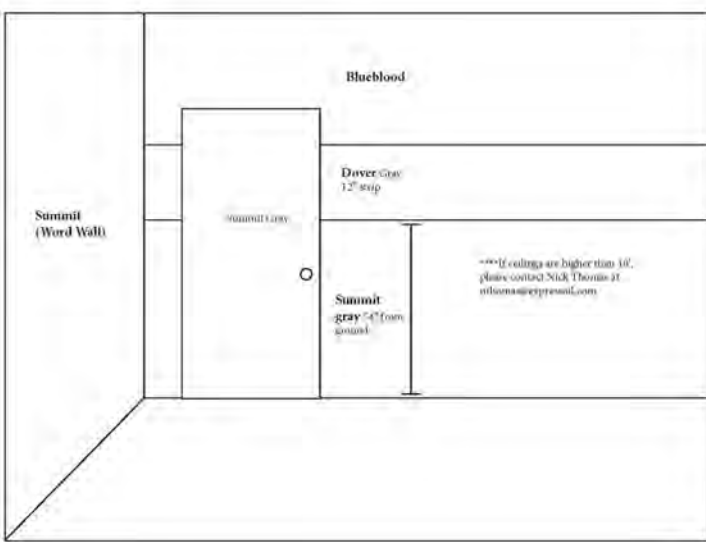 Blueblood
Dover Gray
12" strip
Summit
(Word Wall)
Summit Gray
****If ceilings are higher than 10',
please contact Nick Thomas at
Summit
gray 54" from
ground